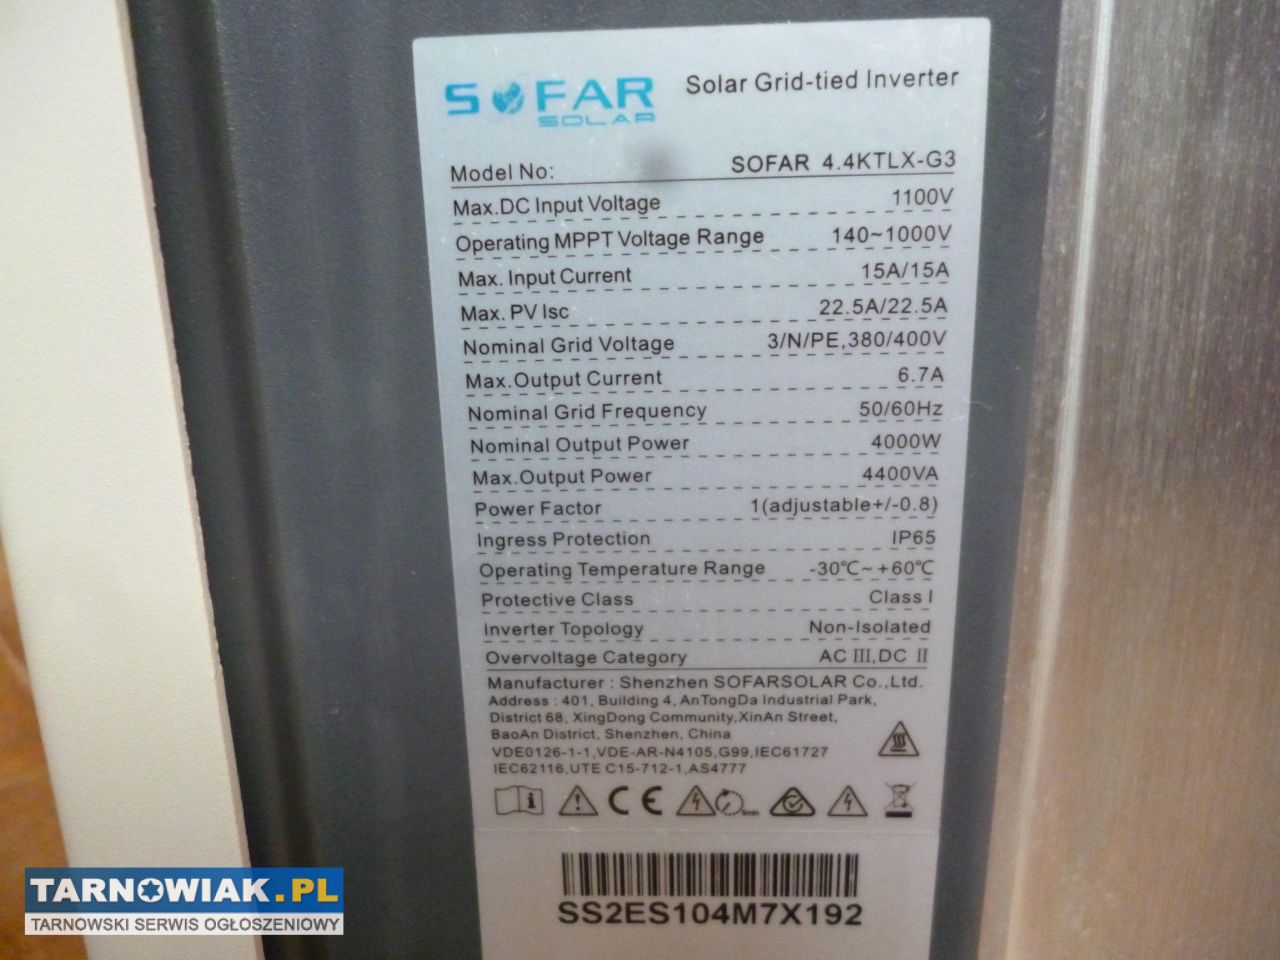 SOFAR
SOLAR
Solar Grid-tied Inverter
Model No: SOFAR 4.4KTLX-G3
Max.DC Input Voltage 1100V
Operating MPPT Voltage Range 140~1000V
Max. Input Current 15A/15A
Max. PV Isc 22.5A/22.5A
Nominal Grid Voltage 3/N/PE,380/400V
Max.Output Current 6.7A
Nominal Grid Frequency 50/60Hz
Nominal Output Power 4000W
Max.Output Power 4400VA
Power Factor 1(adjustable+/-0.8)
Ingress Protection IP65
Operating Temperature Range -30℃~+60℃
Protective Class Class I
Inverter Topology Non-Isolated
Overvoltage Category AC III,DC II
Manufacturer : Shenzhen SOFARSOLAR Co.,Ltd.
Address : 401, Building 4, AnTongDa Industrial Park,
District 68, XingDong Community,XinAn Street,
BaoAn District, Shenzhen, China
VDE0126-1-1,VDE-AR-N4105,G99,IEC61727
IEC62116,UTE C15-712-1,AS4777
CE 5min
SS2ES104M7X192
TARNOWIAK.PL
TARNOWSKI SERWIS OGŁOSZENIOWY